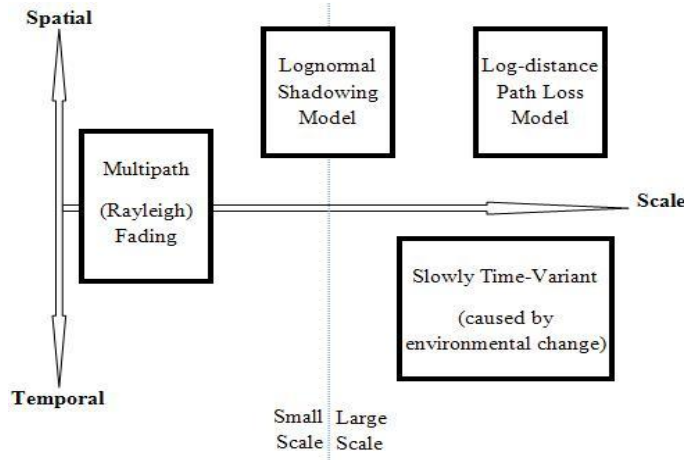 Spatial
Lognormal
Shadowing
Model
Log-distance
Path Loss
Model
Multipath
(Rayleigh)
Fading
Scale
Slowly Time-Variant
(caused by
environmental change)
Temporal
Small
Scale
Large
Scale